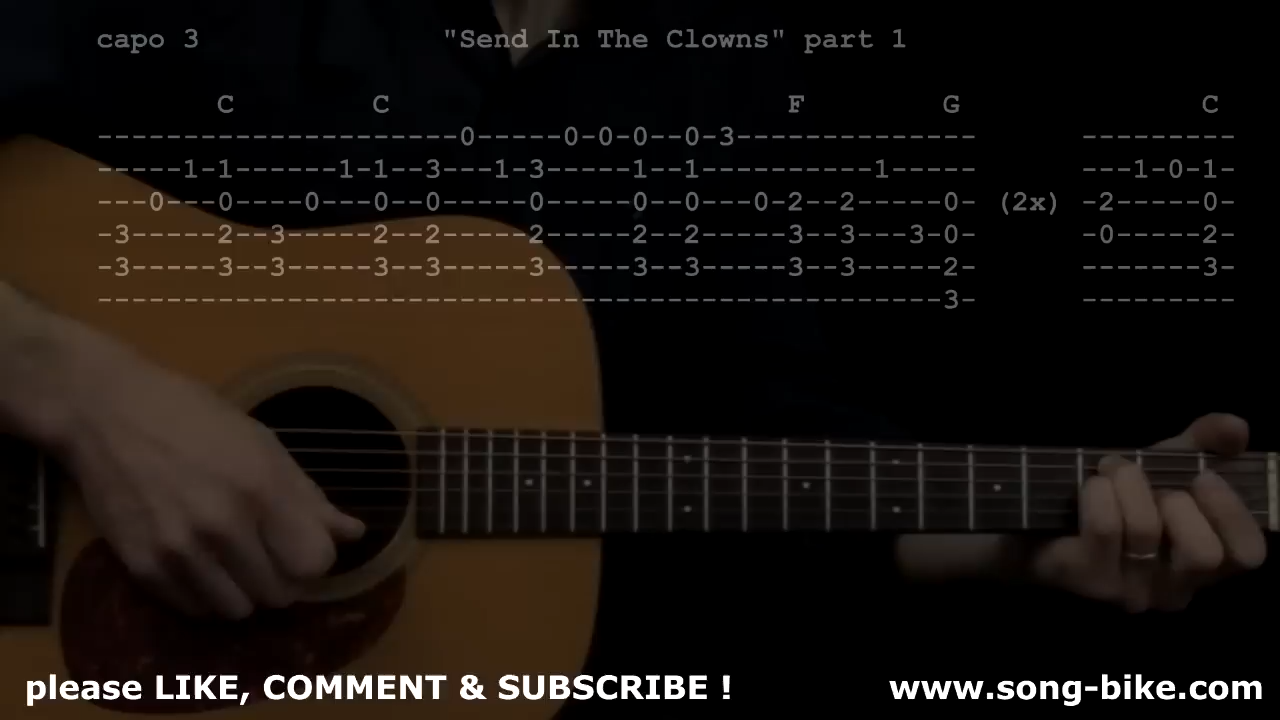 capo 3              "Send In The Clowns" part 1
       C        C                       F        G              C
---------------------0-----0-0-0--0-3--------------      ---------
-----1-1------1-1--3---1-3-----1--1----------1-----      ---1-0-1-
---0---0----0---0--0-----0-----0--0---0-2--2-----0- (2x) -2-----0-
-3-----2--3-----2--2-----2-----2--2-----3--3---3-0-      -0-----2-
-3-----3--3-----3--3-----3-----3--3-----3--3-----2-      -------3-
-------------------------------------------------3-      ---------
please LIKE, COMMENT & SUBSCRIBE !
www.song-bike.com